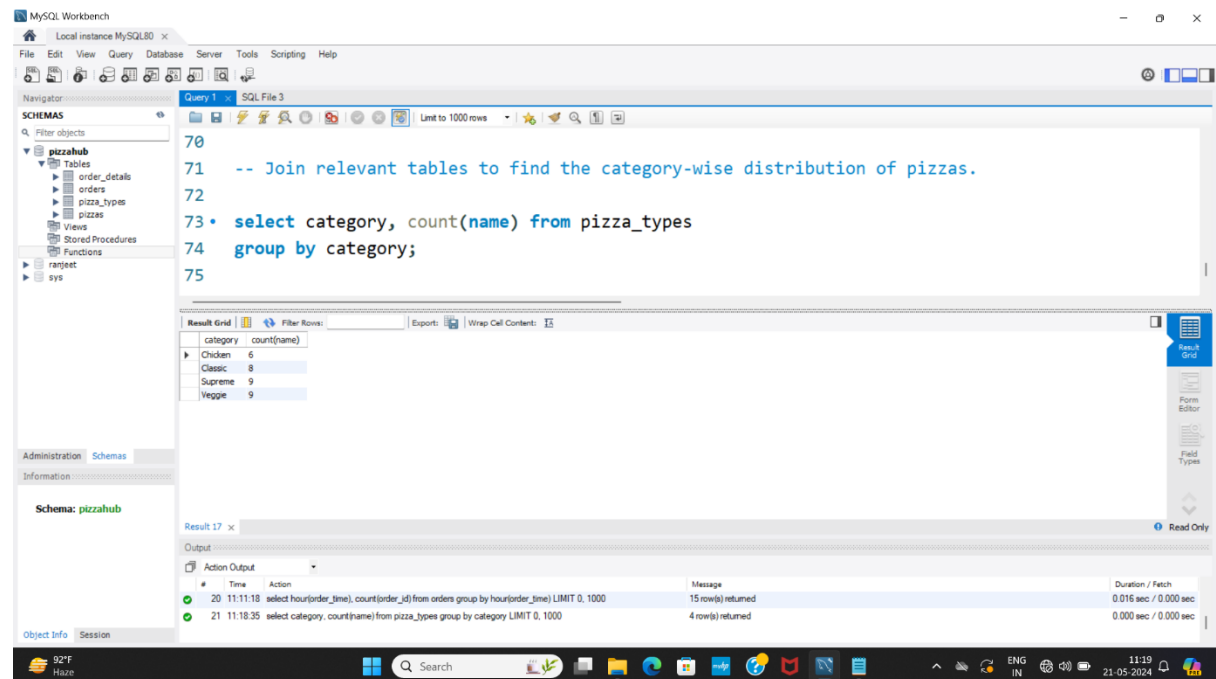 MySQL Workbench
Local instance MySQL80
File Edit View Query Database Server Tools Scripting Help
Navigator
SCHEMAS
Filter objects
pizzahub
Tables
order_details
orders
pizza_types
pizzas
Views
Stored Procedures
Functions
ranjeet
sys
Administration Schemas
Information
Schema: pizzahub
Object Info Session
Query 1 SQL File 3
Limit to 1000 rows
70
71 -- Join relevant tables to find the category-wise distribution of pizzas.
72
73 select category, count(name) from pizza_types
74 group by category;
75
Result Grid Filter Rows: Export: Wrap Cell Content:
category count(name)
Chicken 6
Classic 8
Supreme 9
Veggie 9
Result Grid
Form Editor
Field Types
Result 17 Read Only
Output
Action Output
# Time Action Message Duration / Fetch
20 11:11:18 select hour(order_time), count(order_id) from orders group by hour(order_time) LIMIT 0, 1000 15 row(s) returned 0.016 sec / 0.000 sec
21 11:18:35 select category, count(name) from pizza_types group by category LIMIT 0, 1000 4 row(s) returned 0.000 sec / 0.000 sec
92°F
Haze
Search
ENG
IN
11:19
21-05-2024